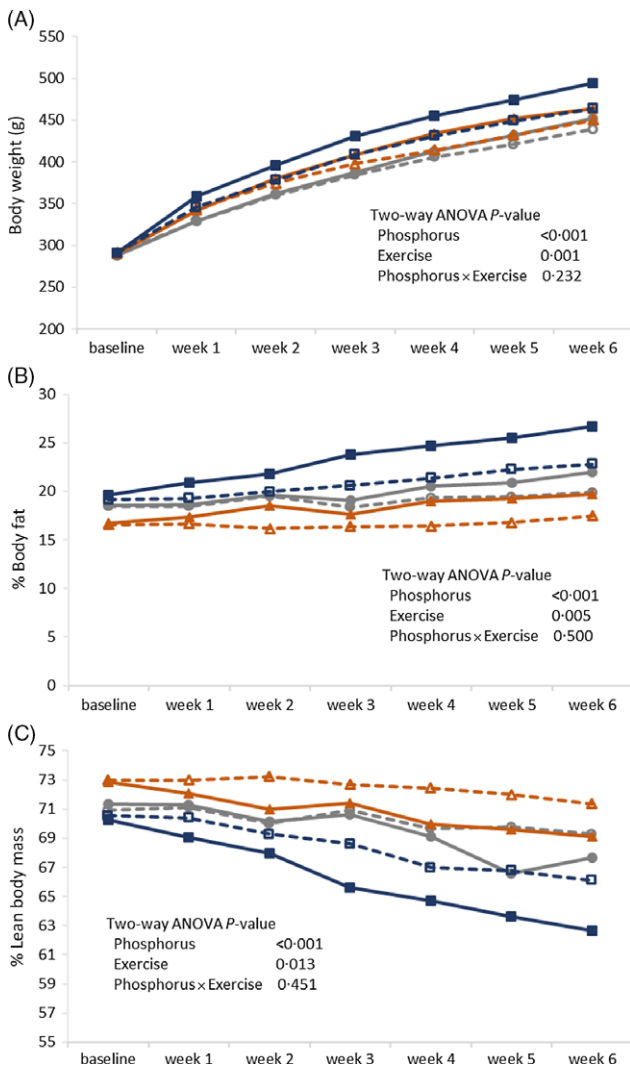 (A)
550
500
450
400
350
300
250
200
Body weight (g)
Two-way ANOVA P-value
Phosphorus <0·001
Exercise 0·001
Phosphorus × Exercise 0·232
baseline week 1 week 2 week 3 week 4 week 5 week 6
(B)
30
25
20
15
10
5
0
% Body fat
Two-way ANOVA P-value
Phosphorus <0·001
Exercise 0·005
Phosphorus × Exercise 0·500
baseline week 1 week 2 week 3 week 4 week 5 week 6
(C)
75
73
71
69
67
65
63
61
59
57
55
% Lean body mass
Two-way ANOVA P-value
Phosphorus <0·001
Exercise 0·013
Phosphorus × Exercise 0·451
baseline week 1 week 2 week 3 week 4 week 5 week 6